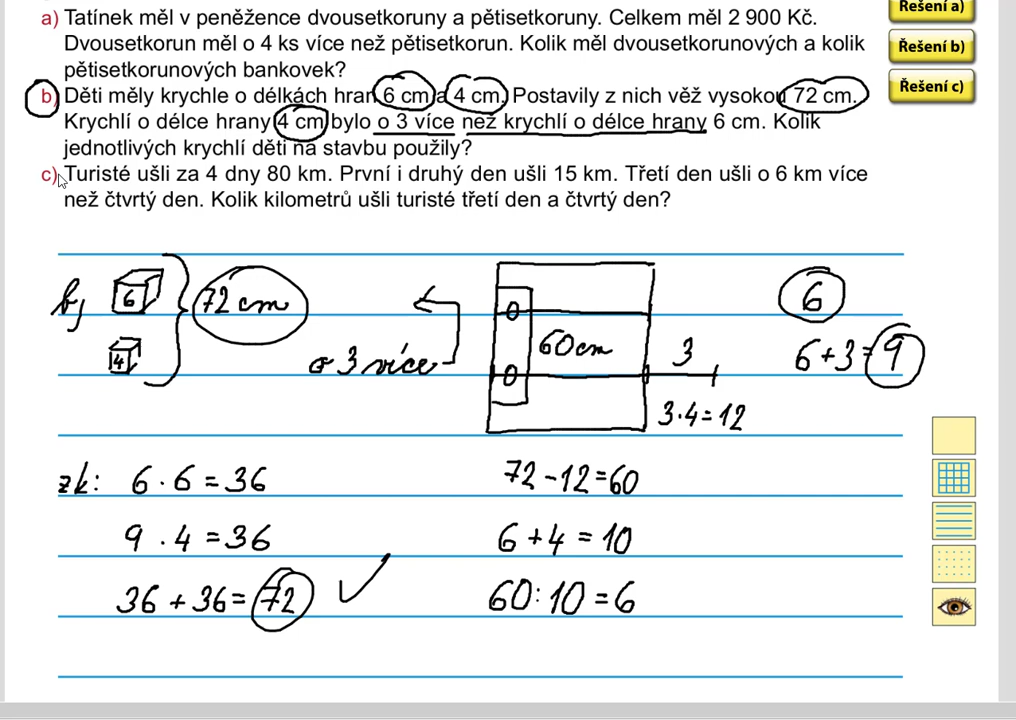 a) Tatínek měl v peněžence dvousetkoruny a pětisetkoruny. Celkem měl 2 900 Kč.
Dvousetkorun měl o 4 ks více než pětisetkorun. Kolik měl dvousetkorunových a kolik
pětisetkorunových bankovek?
b) Děti měly krychle o délkách hran 6 cm a 4 cm. Postavily z nich věž vysokou 72 cm.
Krychlí o délce hrany 4 cm bylo o 3 více než krychlí o délce hrany 6 cm. Kolik
jednotlivých krychlí děti na stavbu použily?
c) Turisté ušli za 4 dny 80 km. První i druhý den ušli 15 km. Třetí den ušli o 6 km více
než čtvrtý den. Kolik kilometrů ušli turisté třetí den a čtvrtý den?
Řešení a)
Řešení b)
Řešení c)
b) 6 72 cm
4 o 3 více
60 cm 3
3·4=12
6
6+3=9
zk: 6·6=36
9·4=36
36+36=72
72-12=60
6+4=10
60:10=6